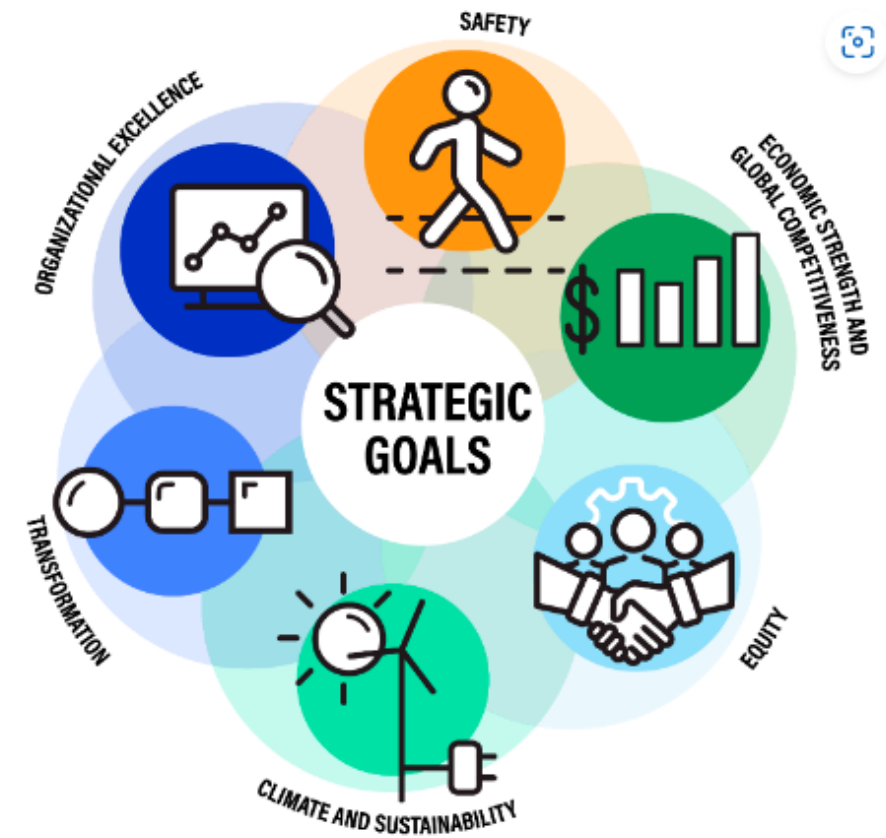 SAFETY
ECONOMIC STRENGTH AND
GLOBAL COMPETITIVENESS
EQUITY
CLIMATE AND SUSTAINABILITY
TRANSFORMATION
ORGANIZATIONAL EXCELLENCE
STRATEGIC
GOALS
$